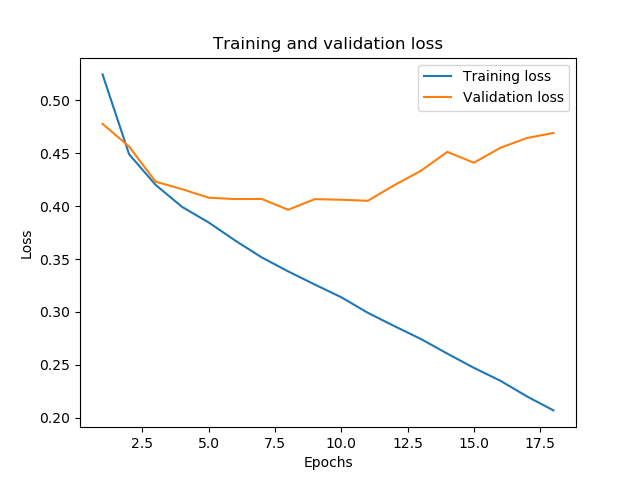 Training and validation loss
Training loss
Validation loss
0.50
0.45
0.40
0.35
0.30
0.25
0.20
Loss
2.5 5.0 7.5 10.0 12.5 15.0 17.5
Epochs